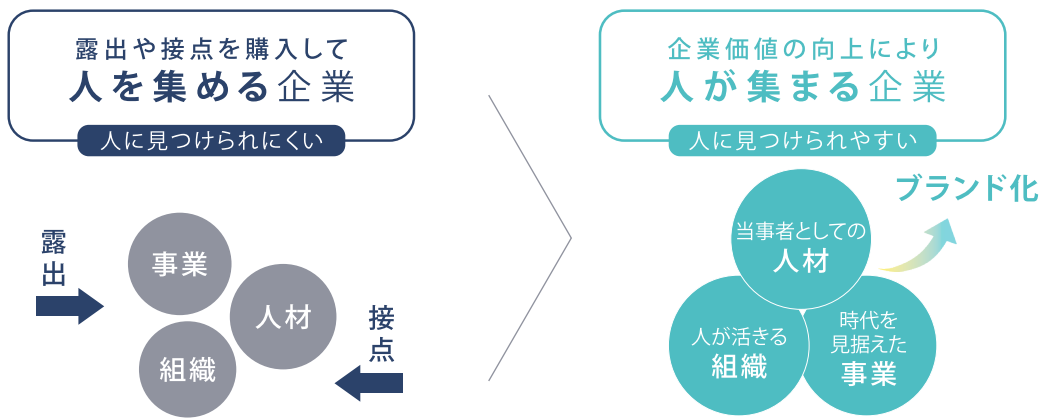 露出や接点を購入して
人を集める企業
人に見つけられにくい
露出
事業
人材
組織
接点
企業価値の向上により
人が集まる企業
人に見つけられやすい
ブランド化
当事者としての
人材
人が活きる
組織
時代を
見据えた
事業